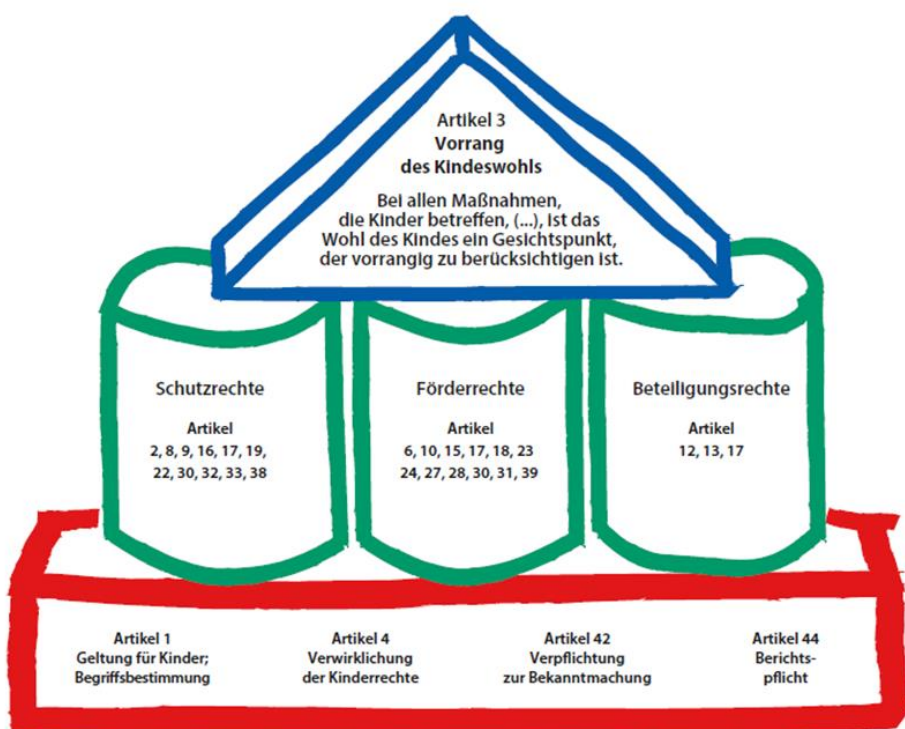 Artikel 3
Vorrang
des Kindeswohls
Bei allen Maßnahmen,
die Kinder betreffen, (...), ist das
Wohl des Kindes ein Gesichtspunkt,
der vorrangig zu berücksichtigen ist.
Schutzrechte
Artikel
2, 8, 9, 16, 17, 19,
22, 30, 32, 33, 38
Förderrechte
Artikel
6, 10, 15, 17, 18, 23
24, 27, 28, 30, 31, 39
Beteiligungsrechte
Artikel
12, 13, 17
Artikel 1
Geltung für Kinder;
Begriffsbestimmung
Artikel 4
Verwirklichung
der Kinderrechte
Artikel 42
Verpflichtung
zur Bekanntmachung
Artikel 44
Berichts-
pflicht